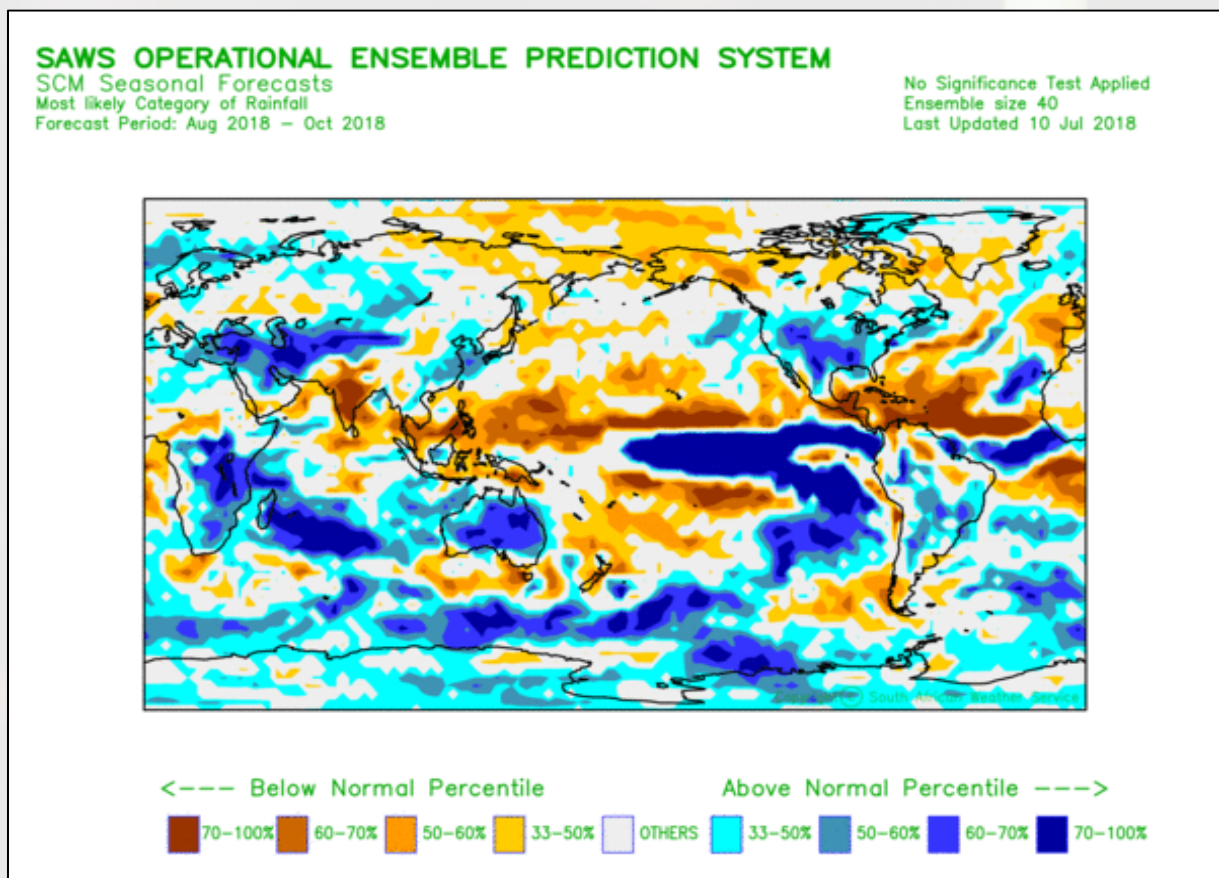 SAWS OPERATIONAL ENSEMBLE PREDICTION SYSTEM
SCM Seasonal Forecasts
Most likely Category of Rainfall
Forecast Period: Aug 2018 – Oct 2018
No Significance Test Applied
Ensemble size 40
Last Updated 10 Jul 2018
Copyright © South African Weather Service
<--- Below Normal Percentile
Above Normal Percentile --->
70–100% 60–70% 50–60% 33–50% OTHERS 33–50% 50–60% 60–70% 70–100%